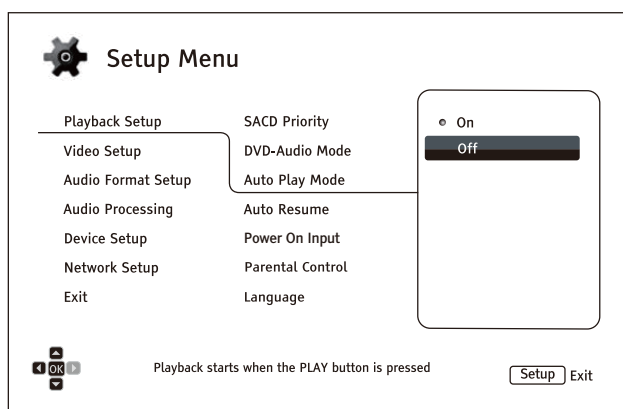 Setup Menu
Playback Setup
Video Setup
Audio Format Setup
Audio Processing
Device Setup
Network Setup
Exit
SACD Priority
DVD-Audio Mode
Auto Play Mode
Auto Resume
Power On Input
Parental Control
Language
On
Off
OK
Playback starts when the PLAY button is pressed
Setup Exit